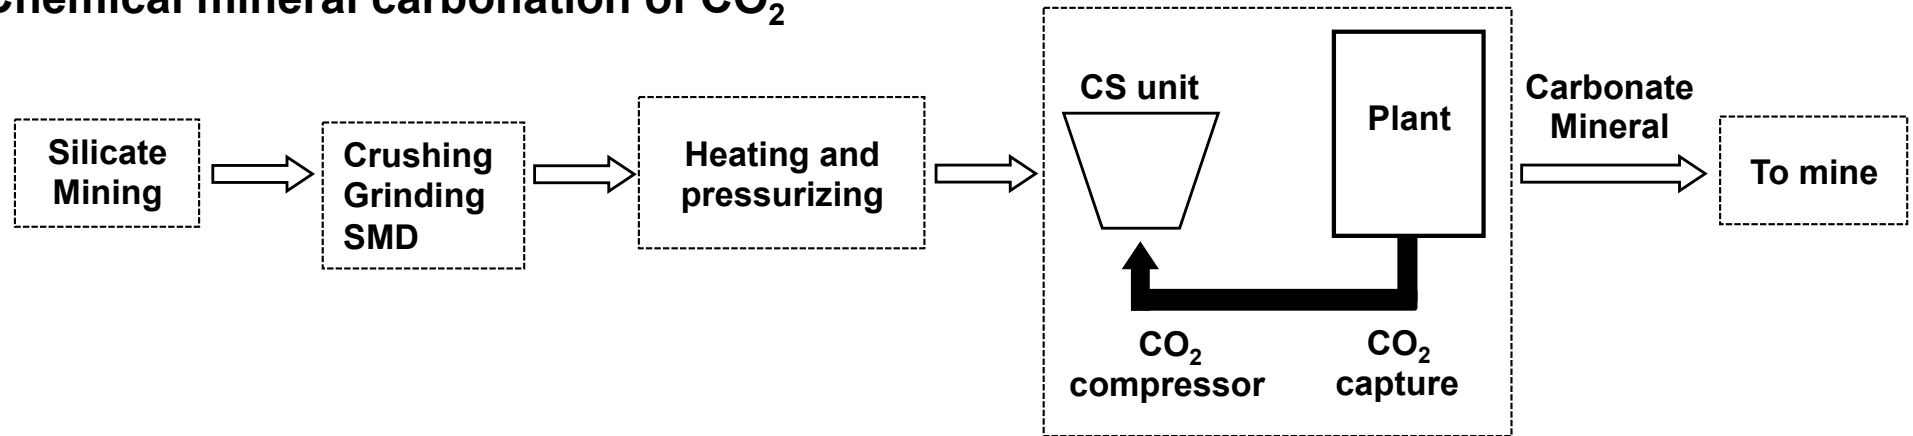 Chemical mineral carbonation of CO₂
Silicate
Mining
Crushing
Grinding
SMD
Heating and
pressurizing
CS unit
Plant
CO₂
compressor
CO₂
capture
Carbonate
Mineral
To mine